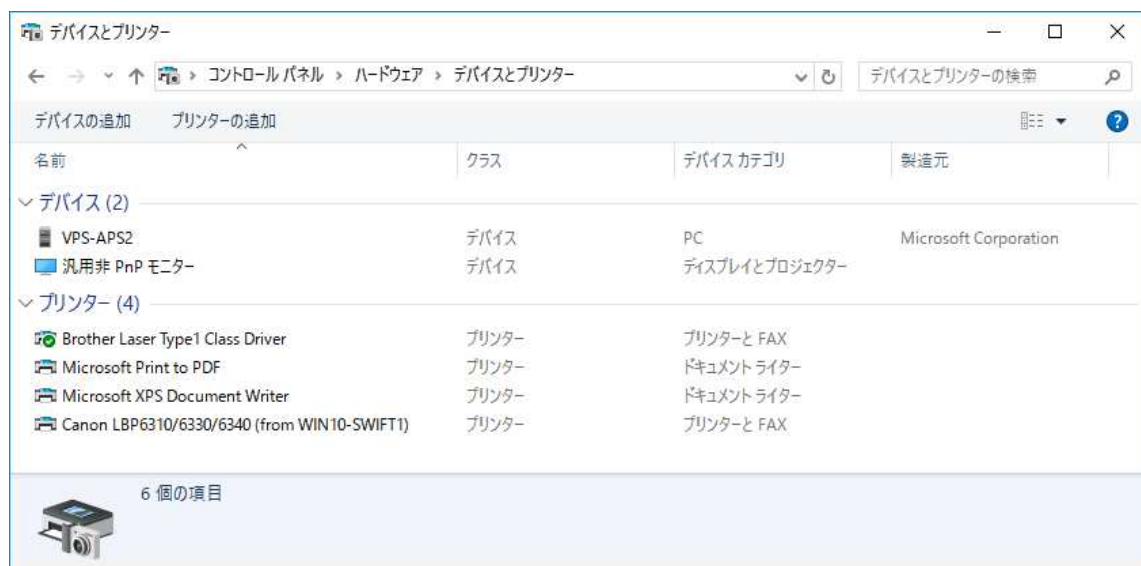 デバイスとプリンター
コントロール パネル › ハードウェア › デバイスとプリンター デバイスとプリンターの検索
デバイスの追加 プリンターの追加
名前 クラス デバイス カテゴリ 製造元
デバイス (2)
VPS-APS2 デバイス PC Microsoft Corporation
汎用非 PnP モニター デバイス ディスプレイとプロジェクター
プリンター (4)
Brother Laser Type1 Class Driver プリンター プリンターと FAX
Microsoft Print to PDF プリンター ドキュメント ライター
Microsoft XPS Document Writer プリンター ドキュメント ライター
Canon LBP6310/6330/6340 (from WIN10-SWIFT1) プリンター プリンターと FAX
6 個の項目